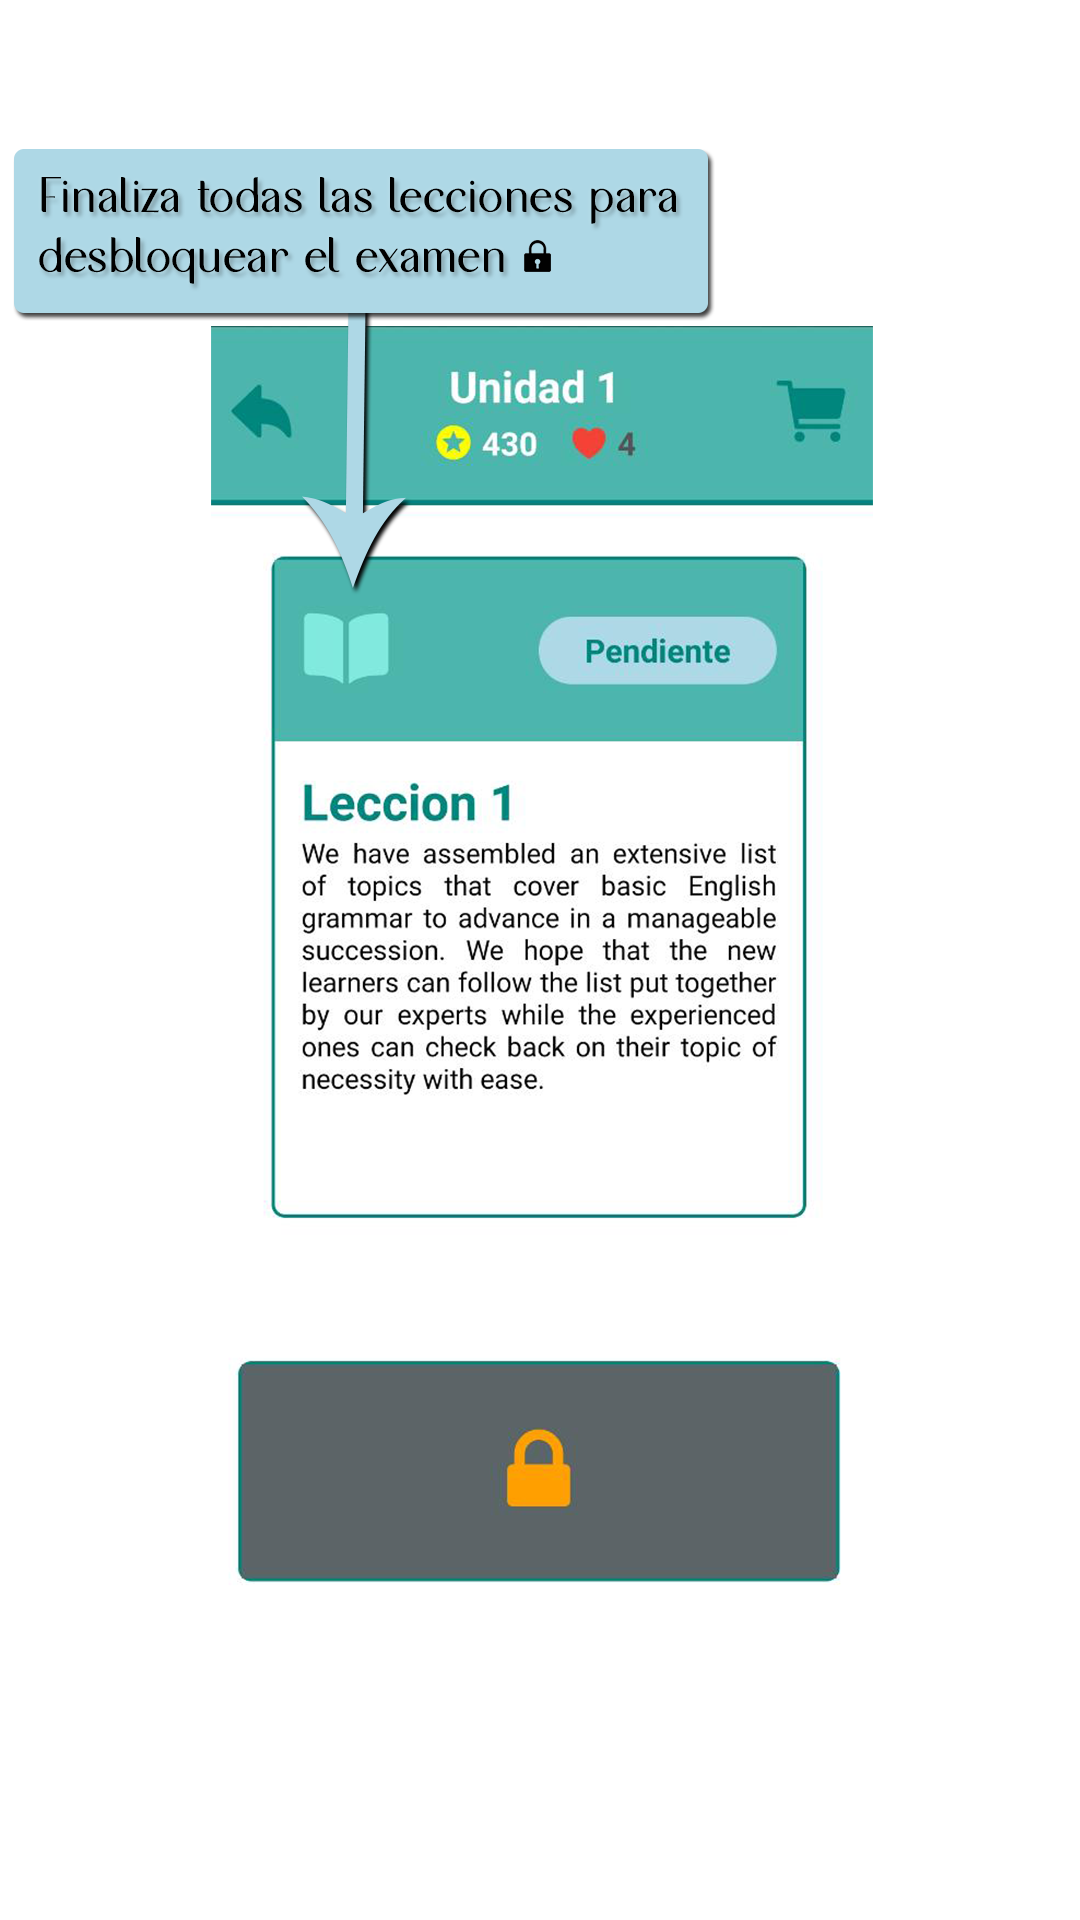 Finaliza todas las lecciones para
desbloquear el examen
Unidad 1
430 4
Pendiente
Leccion 1
We have assembled an extensive list
of topics that cover basic English
grammar to advance in a manageable
succession. We hope that the new
learners can follow the list put together
by our experts while the experienced
ones can check back on their topic of
necessity with ease.